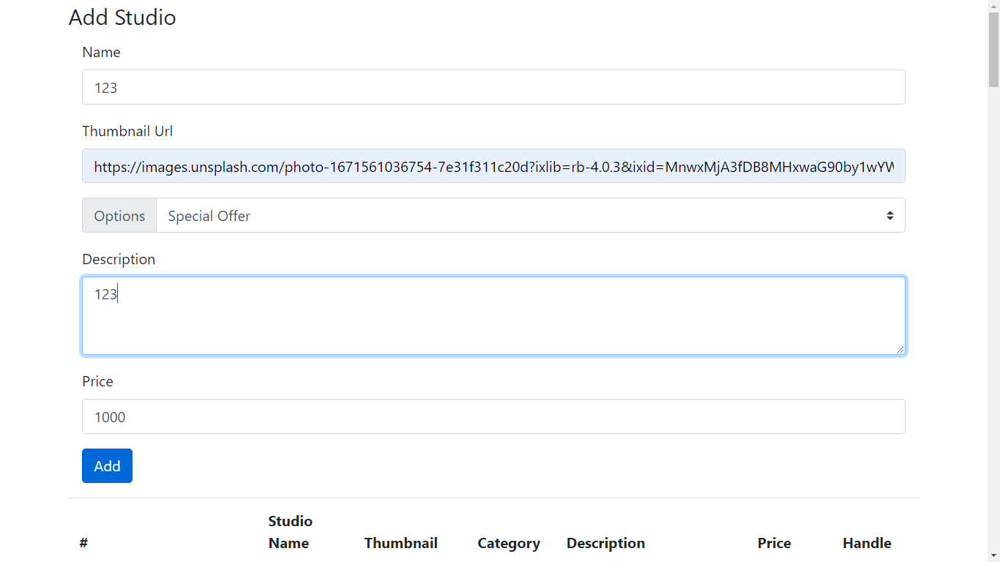 Add Studio
Name
123
Thumbnail Url
https://images.unsplash.com/photo-1671561036754-7e31f311c20d?ixlib=rb-4.0.3&ixid=MnwxMjA3fDB8MHxwaG90by1wYW
Options Special Offer
Description
123
Price
1000
Add
# Studio Name Thumbnail Category Description Price Handle